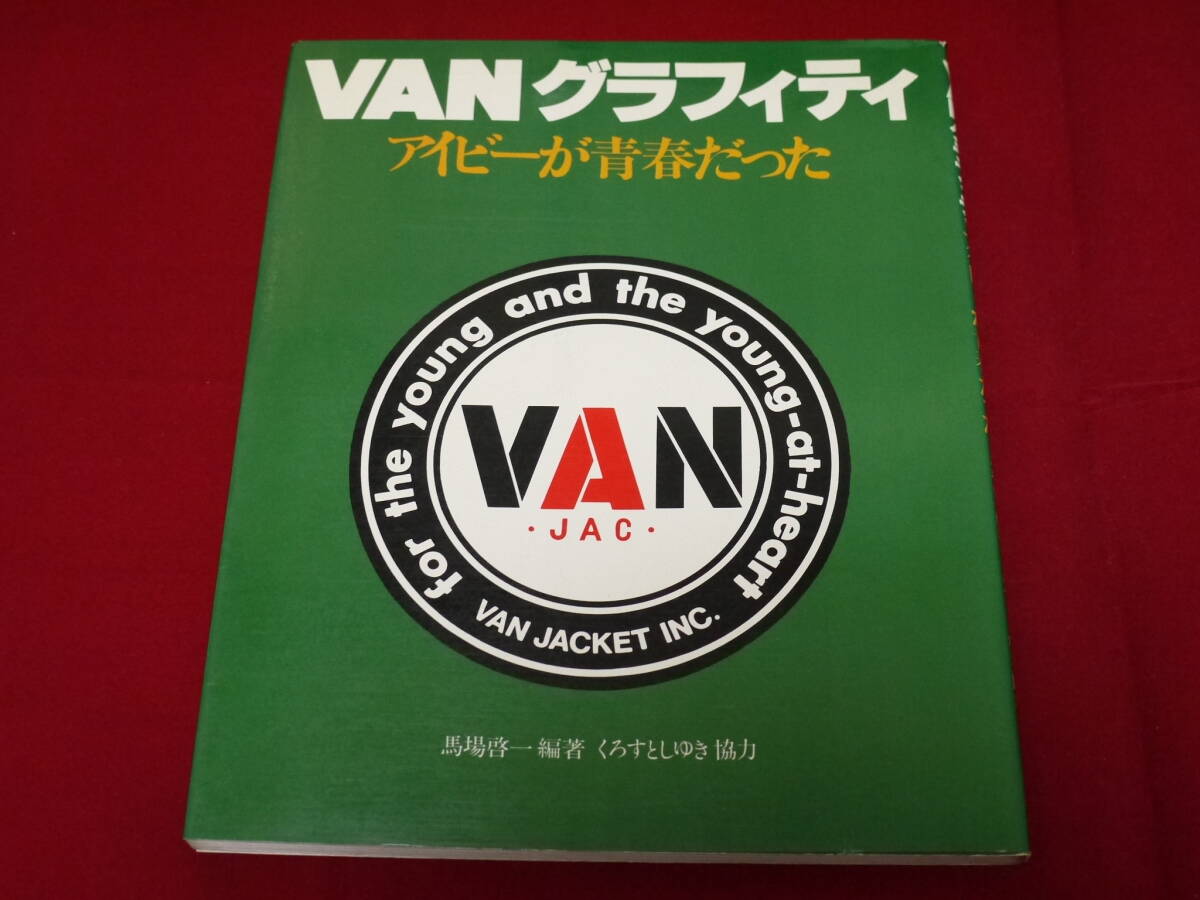 VANグラフィティ
アイビーが青春だった
for the young and the young-at-heart
VAN
・JAC・
VAN JACKET INC.
馬場啓一 編著 くろすとしゆき 協力